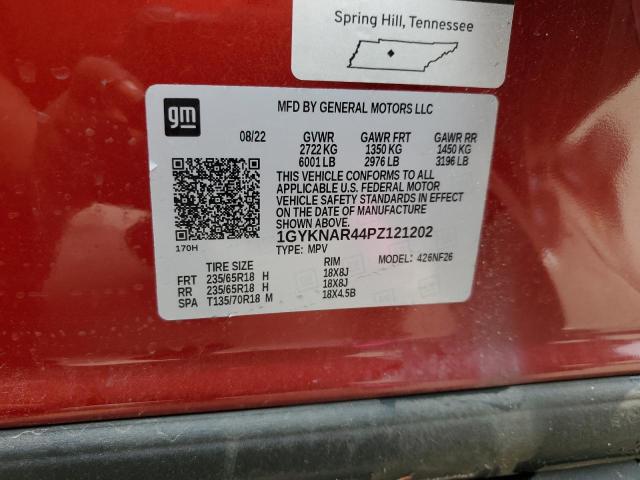 Spring Hill, Tennessee
gm
MFD BY GENERAL MOTORS LLC
08/22 GVWR GAWR FRT GAWR RR
2722 KG 1350 KG 1450 KG
6001 LB 2976 LB 3196 LB
THIS VEHICLE CONFORMS TO ALL
APPLICABLE U.S. FEDERAL MOTOR
VEHICLE SAFETY STANDARDS IN EFFECT
ON THE DATE OF MANUFACTURE
SHOWN ABOVE
170H
1GYKNAR44PZ121202
TYPE: MPV MODEL: 426NF26
TIRE SIZE RIM
FRT 235/65R18 H 18X8J
RR 235/65R18 H 18X8J
SPA T135/70R18 M 18X4.5B